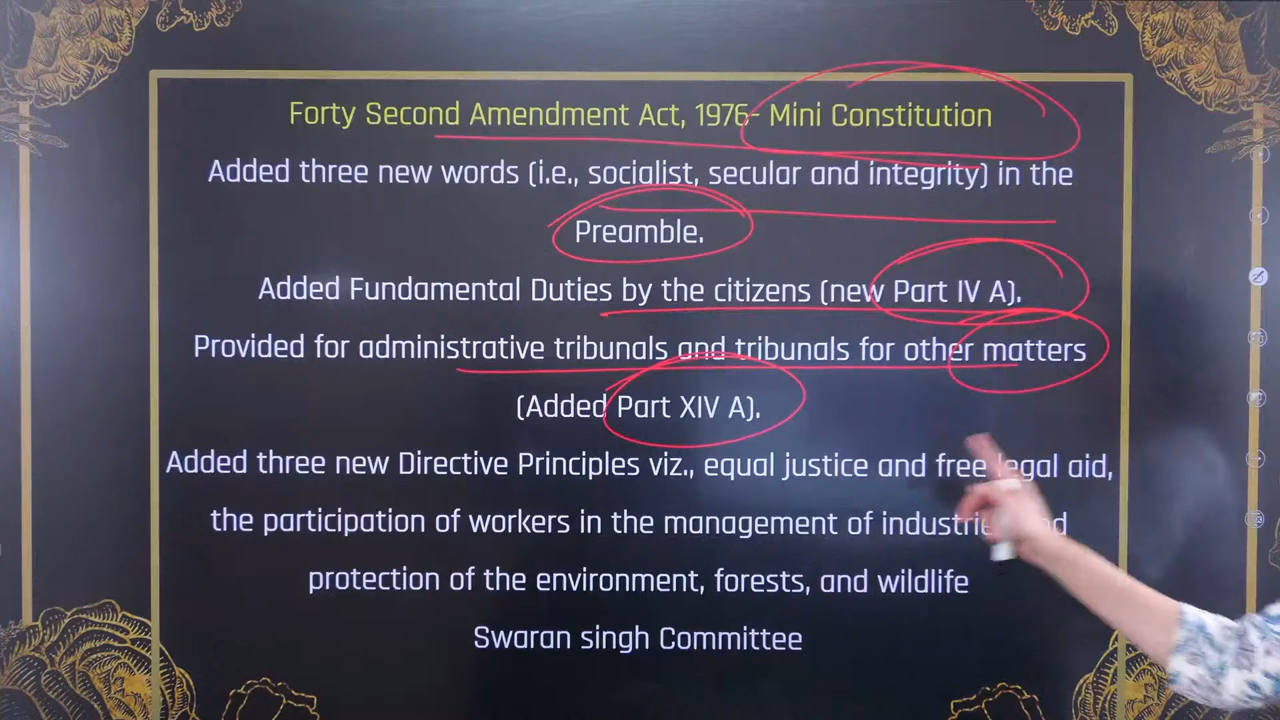 Forty Second Amendment Act, 1976- Mini Constitution
Added three new words (i.e., socialist, secular and integrity) in the
Preamble.
Added Fundamental Duties by the citizens (new Part IV A).
Provided for administrative tribunals and tribunals for other matters
(Added Part XIV A).
Added three new Directive Principles viz., equal justice and free legal aid,
the participation of workers in the management of industries and
protection of the environment, forests, and wildlife
Swaran singh Committee